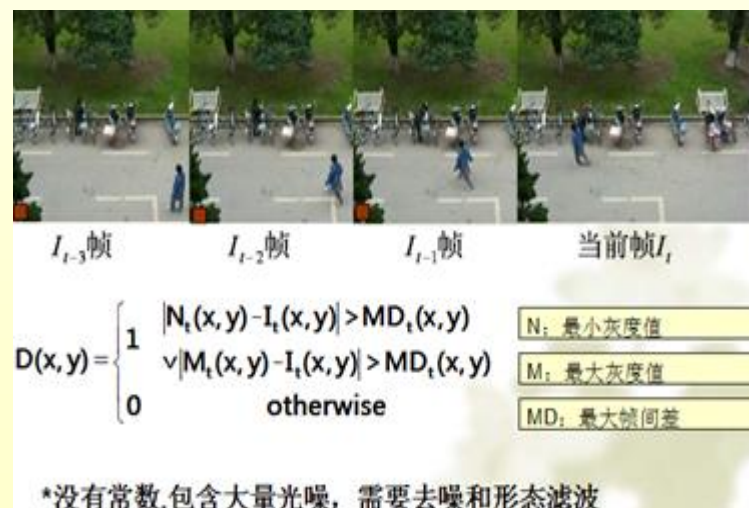 I_{t-3}帧 I_{t-2}帧 I_{t-1}帧 当前帧I_t
D(x,y)={
1 |N_t(x,y)-I_t(x,y)|>MD_t(x,y)
∨|M_t(x,y)-I_t(x,y)|>MD_t(x,y)
0 otherwise
N：最小灰度值
M：最大灰度值
MD：最大帧间差
*没有常数,包含大量光噪，需要去噪和形态滤波